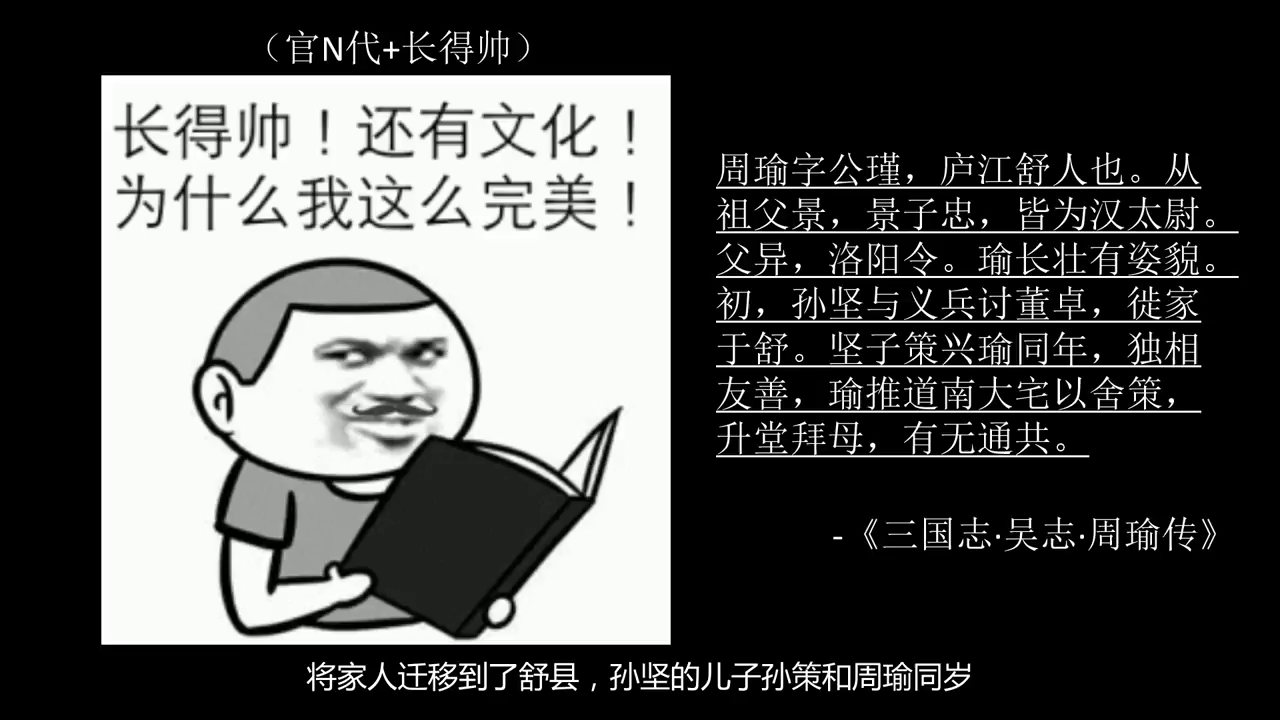 （官N代+长得帅）
长得帅！还有文化！
为什么我这么完美！
周瑜字公瑾，庐江舒人也。从
祖父景，景子忠，皆为汉太尉。
父异，洛阳令。瑜长壮有姿貌。
初，孙坚与义兵讨董卓，徙家
于舒。坚子策兴瑜同年，独相
友善，瑜推道南大宅以舍策，
升堂拜母，有无通共。
-《三国志·吴志·周瑜传》
将家人迁移到了舒县，孙坚的儿子孙策和周瑜同岁